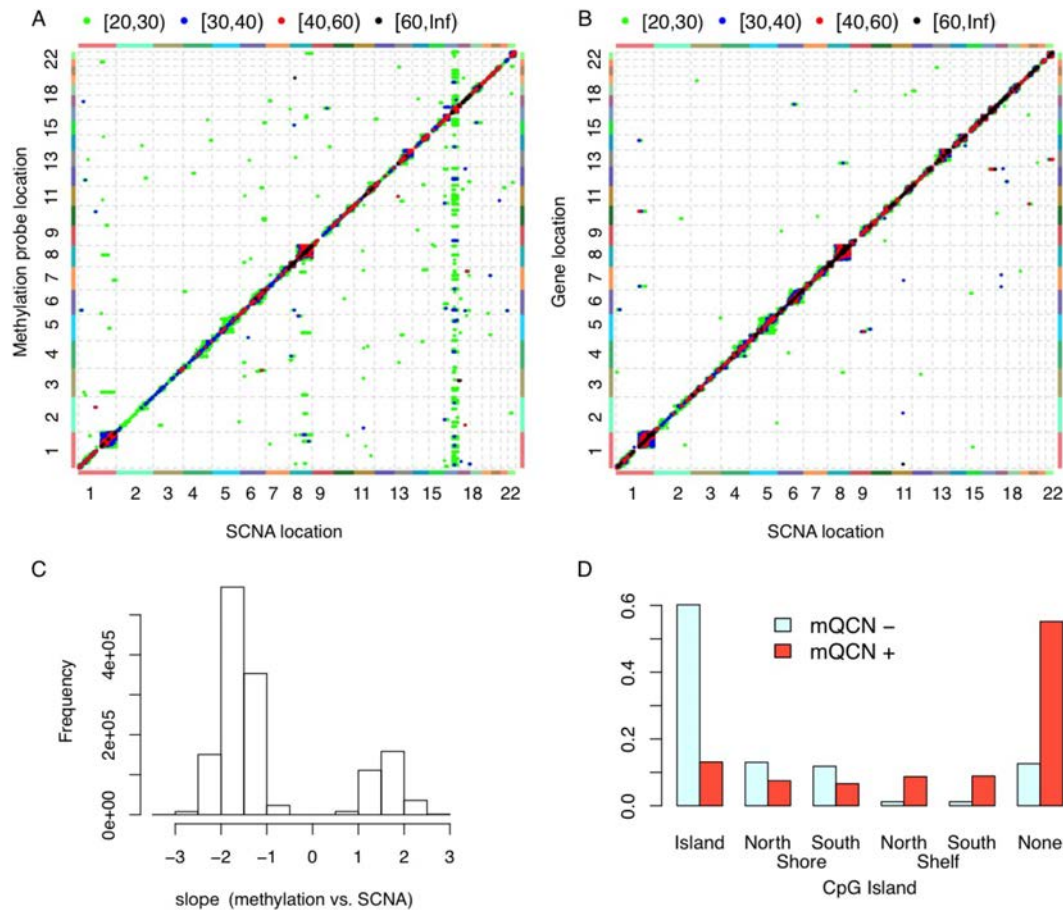 A
[20,30) [30,40) [40,60) [60,Inf)
Methylation probe location
22
18
15
13
11
9
8
7
6
5
4
3
2
1
1 2 3 4 5 6 7 8 9 11 13 15 18 22
SCNA location
B
[20,30) [30,40) [40,60) [60,Inf)
Gene location
22
18
15
13
11
9
8
7
6
5
4
3
2
1
1 2 3 4 5 6 7 8 9 11 13 15 18 22
SCNA location
C
Frequency
4e+05
2e+05
0e+00
−3 −2 −1 0 1 2 3
slope (methylation vs. SCNA)
D
0.6
0.4
0.2
0.0
mQCN −
mQCN +
Island North South North South None
Shore Shelf
CpG Island